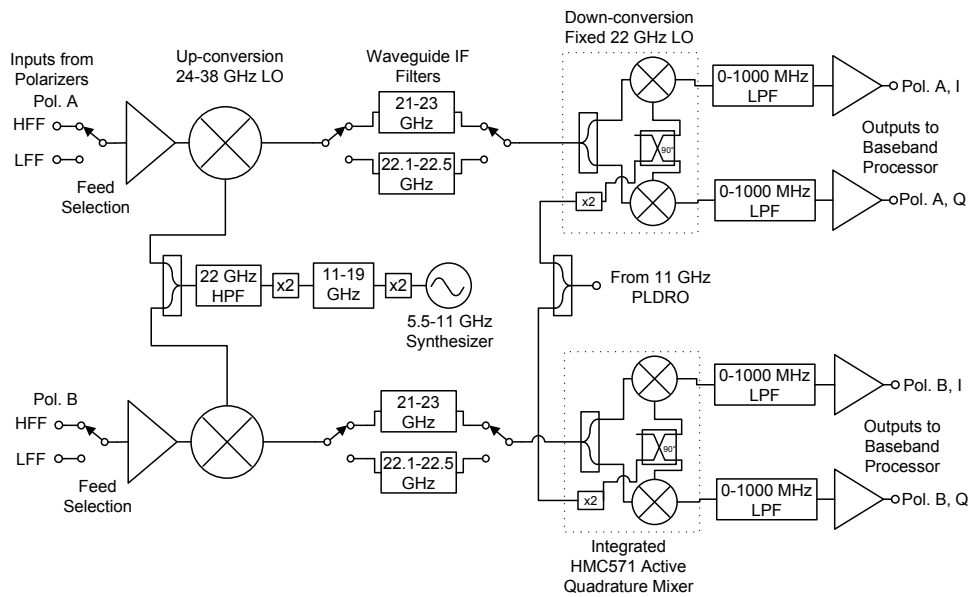 Inputs from
Polarizers
Pol. A
HFF
LFF
Feed
Selection
Up-conversion
24-38 GHz LO
Waveguide IF
Filters
21-23
GHz
22.1-22.5
GHz
Down-conversion
Fixed 22 GHz LO
90°
x2
0-1000 MHz
LPF
Pol. A, I
Outputs to
Baseband
Processor
0-1000 MHz
LPF
Pol. A, Q
22 GHz
HPF
x2
11-19
GHz
x2
5.5-11 GHz
Synthesizer
From 11 GHz
PLDRO
Pol. B
HFF
LFF
Feed
Selection
21-23
GHz
22.1-22.5
GHz
90°
x2
0-1000 MHz
LPF
Pol. B, I
Outputs to
Baseband
Processor
0-1000 MHz
LPF
Pol. B, Q
Integrated
HMC571 Active
Quadrature Mixer